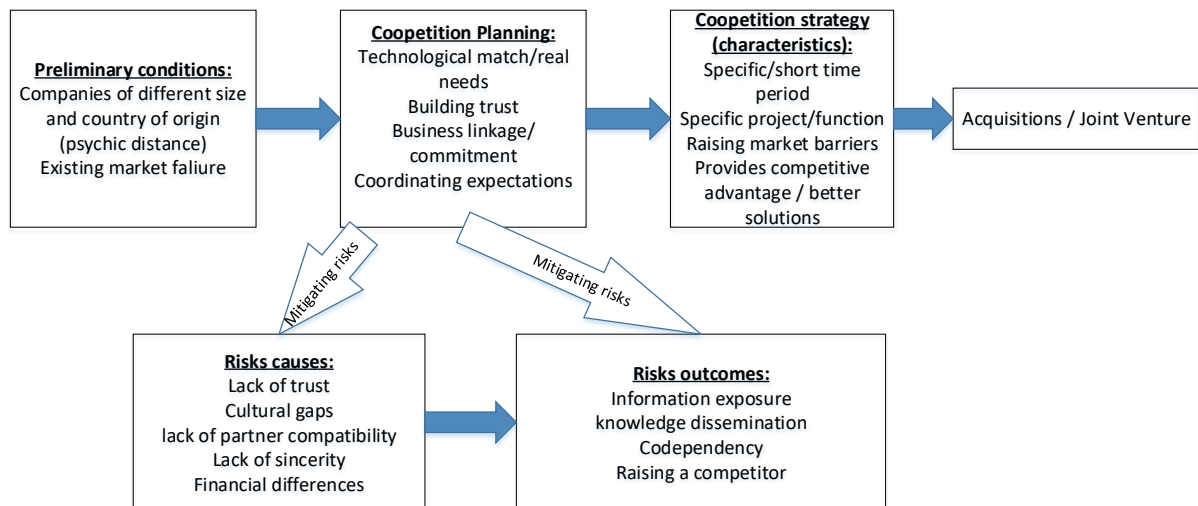 Preliminary conditions:
Companies of different size
and country of origin
(psychic distance)
Existing market faliure
Coopetition Planning:
Technological match/real
needs
Building trust
Business linkage/
commitment
Coordinating expectations
Coopetition strategy
(characteristics):
Specific/short time
period
Specific project/function
Raising market barriers
Provides competitive
advantage / better
solutions
Acquisitions / Joint Venture
Mitigating risks
Mitigating risks
Risks causes:
Lack of trust
Cultural gaps
lack of partner compatibility
Lack of sincerity
Financial differences
Risks outcomes:
Information exposure
knowledge dissemination
Codependency
Raising a competitor